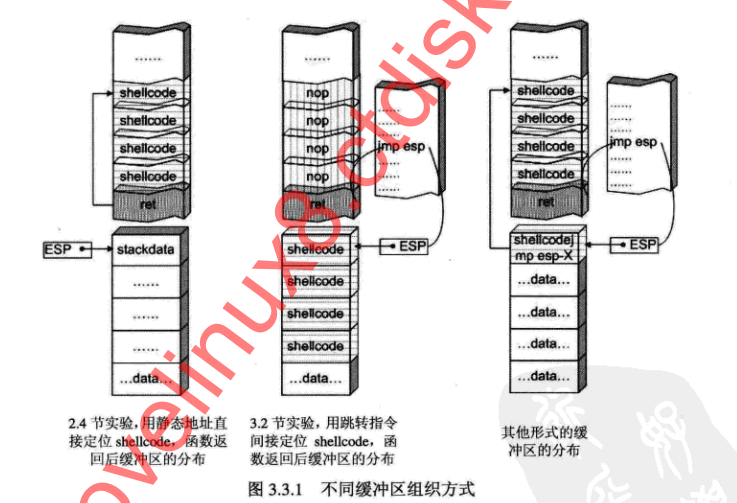 ......
shellcode
shellcode
shellcode
shellcode
ret
ESP
stackdata
......
......
......
...data...
2.4 节实验，用静态地址直
接定位 shellcode，函数返
回后缓冲区的分布
......
nop
nop
nop
nop
ret
......
......
......
jmp esp
......
......
......
ESP
shellcode
shellcode
shellcode
shellcode
...data...
3.2 节实验，用跳转指令
间接定位 shellcode，函
数返回后缓冲区的分布
......
shellcode
shellcode
shellcode
shellcode
ret
......
......
......
jmp esp
......
......
......
ESP
shellcodej
mp esp-X
...data...
...data...
...data...
...data...
其他形式的缓
冲区的分布
图 3.3.1 不同缓冲区组织方式
ovelinux8.ctdisk